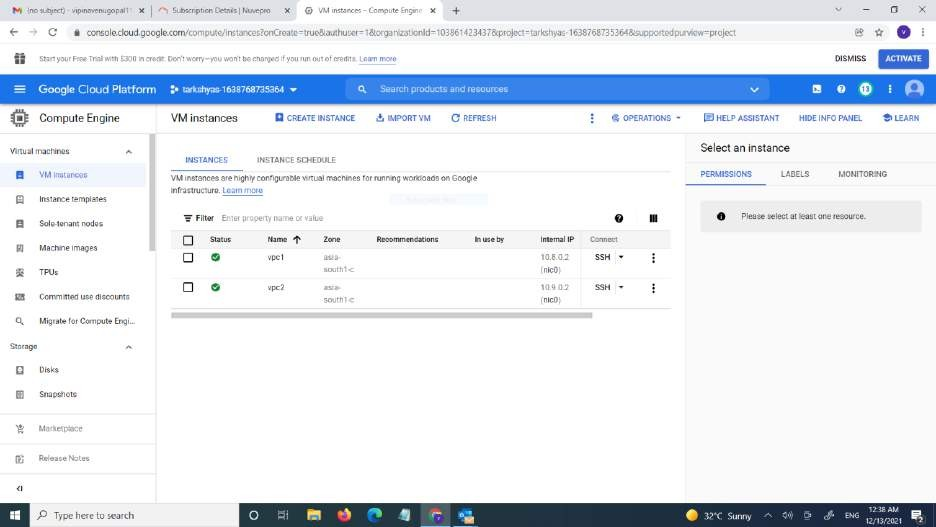 (no subject) - vipinavenugopal11
Subscription Details | Nuvepro
VM instances – Compute Engine
console.cloud.google.com/compute/instances?onCreate=true&authuser=1&organizationId=103861423437&project=tarkshyas-1638768735364&supportedpurview=project
V
Start your Free Trial with $300 in credit. Don't worry—you won't be charged if you run out of credits. Learn more
DISMISS
ACTIVATE
Google Cloud Platform
tarkshyas-1638768735364
Search products and resources
13
Compute Engine
VM instances
CREATE INSTANCE
IMPORT VM
REFRESH
OPERATIONS
HELP ASSISTANT
HIDE INFO PANEL
LEARN
Virtual machines
VM instances
Instance templates
Sole-tenant nodes
Machine images
TPUs
Committed use discounts
Migrate for Compute Engi...
Storage
Disks
Snapshots
Marketplace
Release Notes
INSTANCES
INSTANCE SCHEDULE
VM instances are highly configurable virtual machines for running workloads on Google
infrastructure. Learn more
Filter Enter property name or value
Status Name Zone Recommendations In use by Internal IP Connect
vpc1 asia- 10.8.0.2 SSH
south1-c (nic0)
vpc2 asia- 10.9.0.2 SSH
south1-c (nic0)
Select an instance
PERMISSIONS
LABELS
MONITORING
Please select at least one resource.
Type here to search
32°C Sunny
ENG
12:38 AM
12/13/2021
2